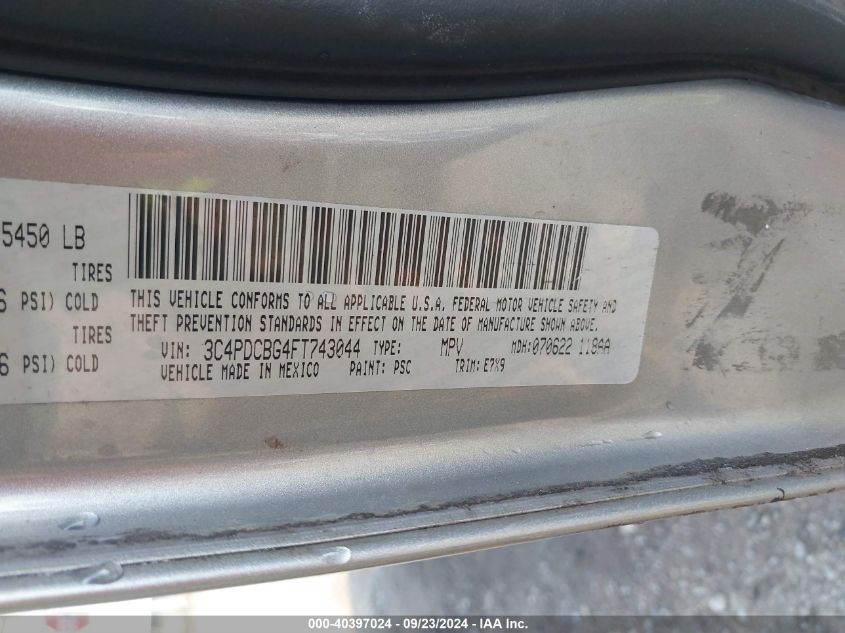 5450 LB
TIRES
PSI) COLD
TIRES
6 PSI) COLD
THIS VEHICLE CONFORMS TO ALL APPLICABLE U.S.A. FEDERAL MOTOR VEHICLE SAFETY AND
THEFT PREVENTION STANDARDS IN EFFECT ON THE DATE OF MANUFACTURE SHOWN ABOVE.
VIN: 3C4PDCBG4FT743044 TYPE: MPV MDH:070622 118AA
VEHICLE MADE IN MEXICO PAINT: PSC TRIM: E7X9
000-40397024 - 09/23/2024 - IAA, Inc.